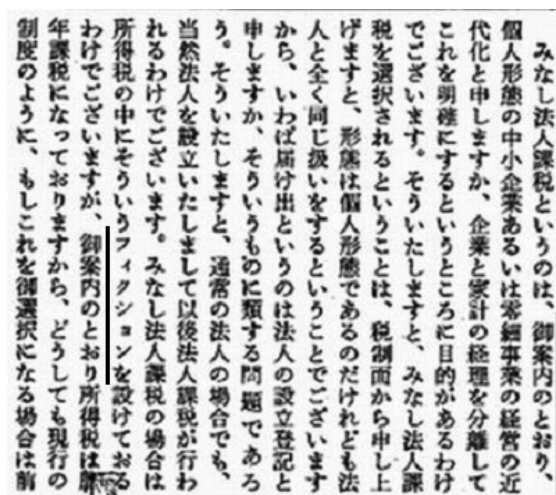 みなし法人課税というのは、御案内のとおり、
個人形態の中小企業あるいは零細事業の経営の近
代化と申しますか、企業と家計の経理を分離して
これを明確にするというところに目的があるわけ
でございます。そういたしますと、みなし法人課
税を選択されるということは、税制面から申し上
げますと、形態は個人形態であるのだけれども法
人と全く同じ扱いをするということでございます
から、いわば届け出というのは法人の設立登記と
申しますか、そういうものに類する問題であろ
う。そういたしますと、通常の法人の場合でも、
当然法人を設立いたしまして以後法人課税が行わ
れるわけでございます。みなし法人課税の場合は
所得税の中にそういうフィクションを設けておる
わけでございますが、御案内のとおり所得税は暦
年課税になっておりますから、どうしても現行の
制度のように、もしこれを御選択になる場合は前